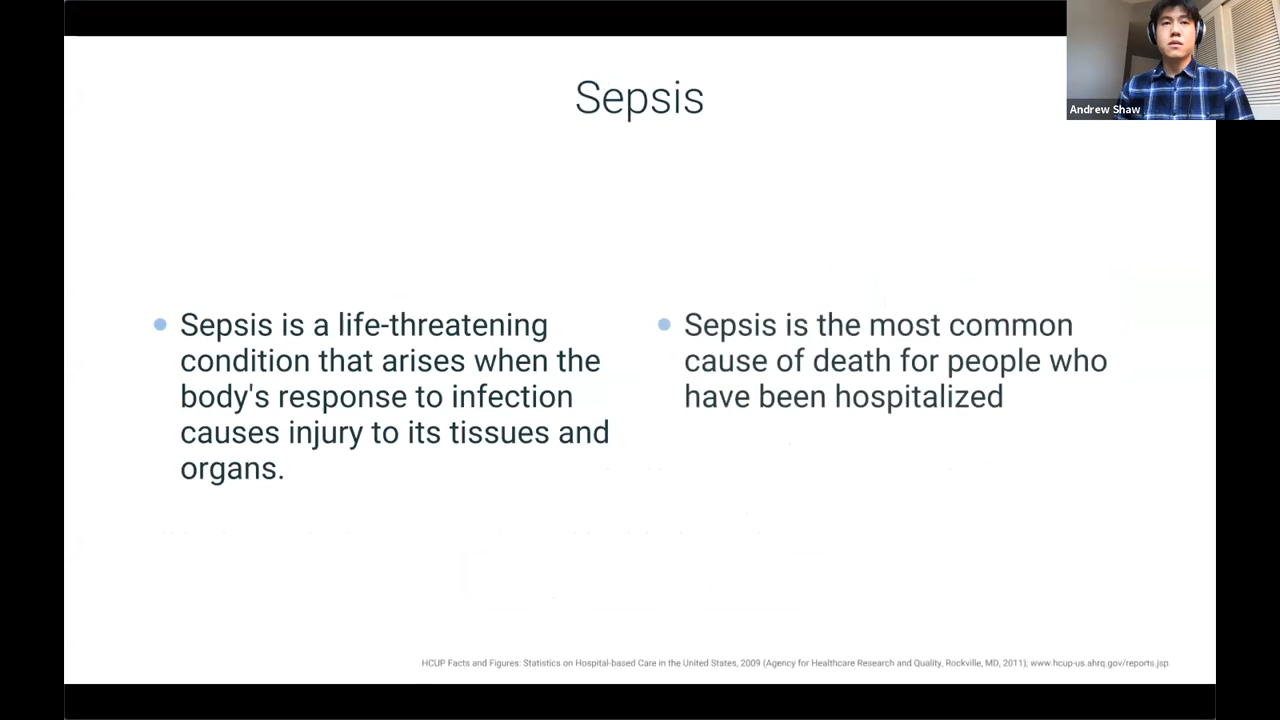 Sepsis
Andrew Shaw
Sepsis is a life-threatening
condition that arises when the
body's response to infection
causes injury to its tissues and
organs.
Sepsis is the most common
cause of death for people who
have been hospitalized
HCUP Facts and Figures: Statistics on Hospital-based Care in the United States, 2009 (Agency for Healthcare Research and Quality, Rockville, MD, 2011), www.hcup-us.ahrq.gov/reports.jsp.